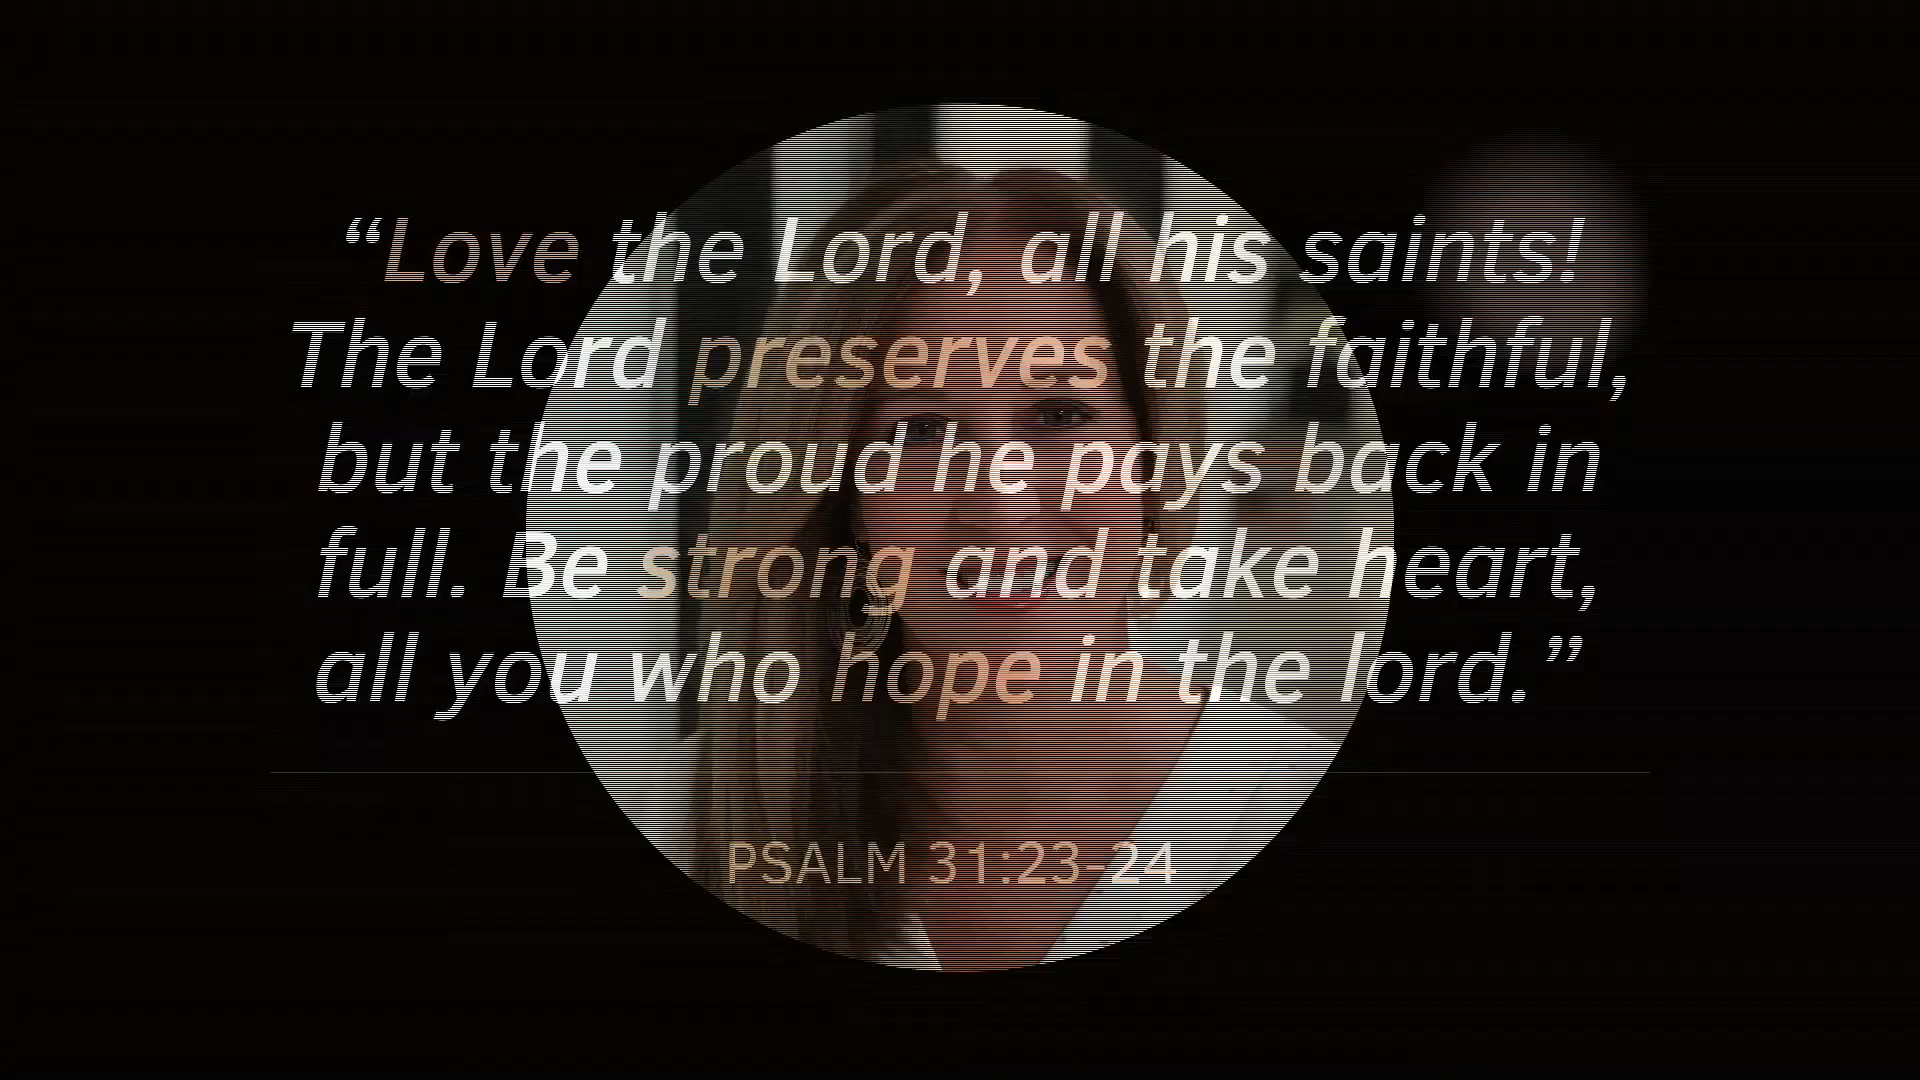 “Love the Lord, all his saints!
The Lord preserves the faithful,
but the proud he pays back in
full. Be strong and take heart,
all you who hope in the lord.”
PSALM 31:23–24